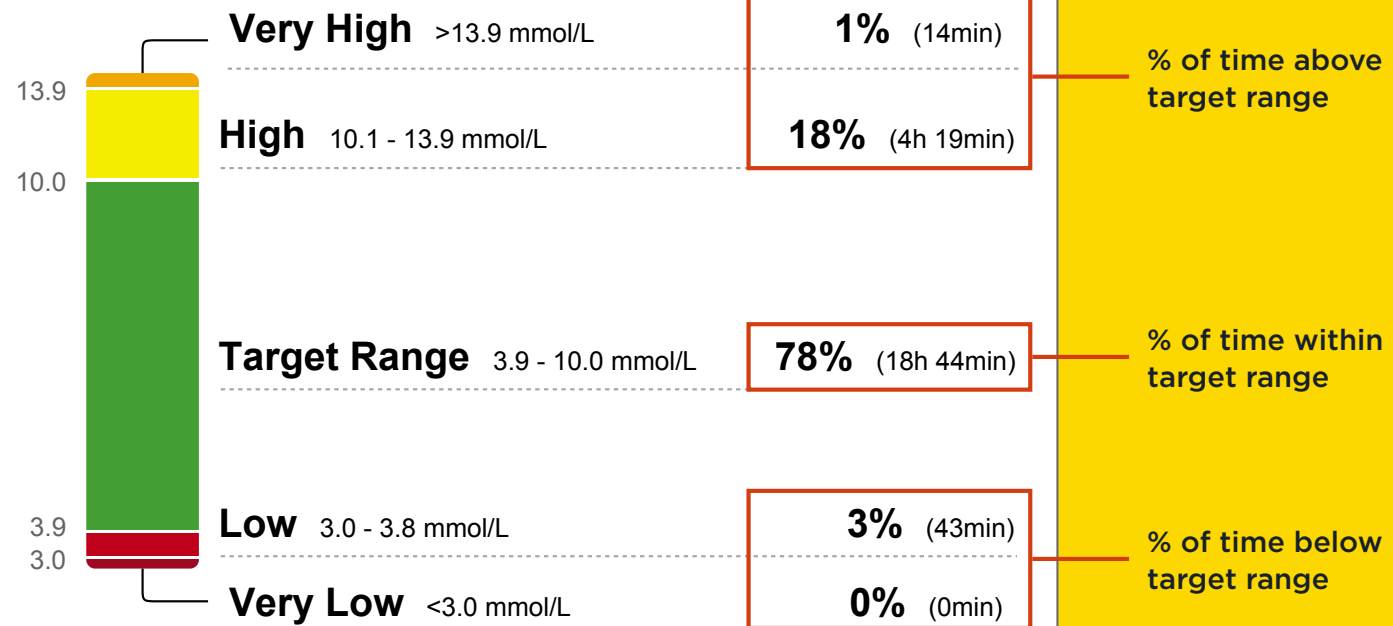 Very High >13.9 mmol/L 1% (14min)
% of time above
target range
13.9
High 10.1 - 13.9 mmol/L 18% (4h 19min)
10.0
Target Range 3.9 - 10.0 mmol/L 78% (18h 44min)
% of time within
target range
3.9
Low 3.0 - 3.8 mmol/L 3% (43min)
3.0
% of time below
target range
Very Low <3.0 mmol/L 0% (0min)